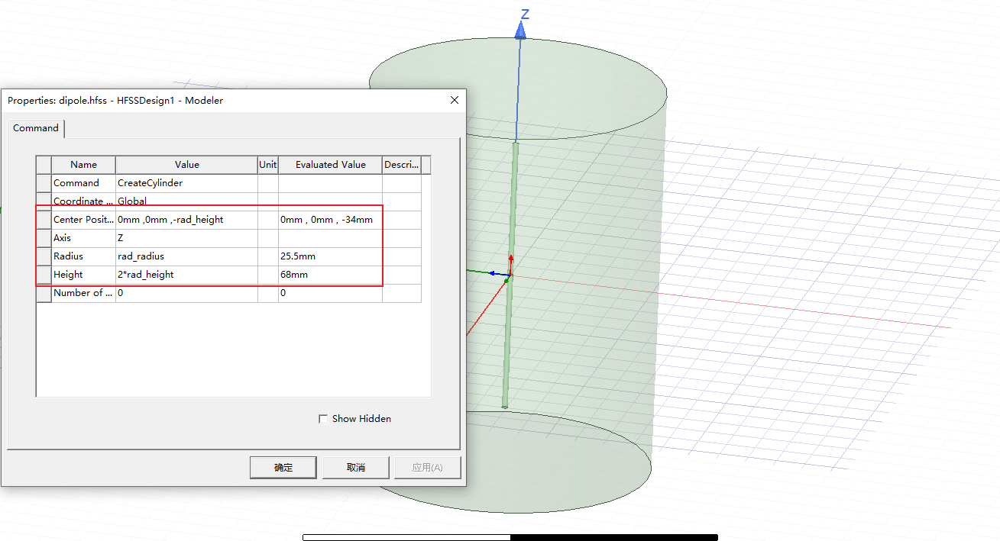 Z
Properties: dipole.hfss - HFSSDesign1 - Modeler
Command
Name Value Unit Evaluated Value Descri...
Command CreateCylinder
Coordinate ... Global
Center Posit... 0mm ,0mm ,-rad_height 0mm , 0mm , -34mm
Axis Z
Radius rad_radius 25.5mm
Height 2*rad_height 68mm
Number of ... 0 0
Show Hidden
确定 取消 应用(A)